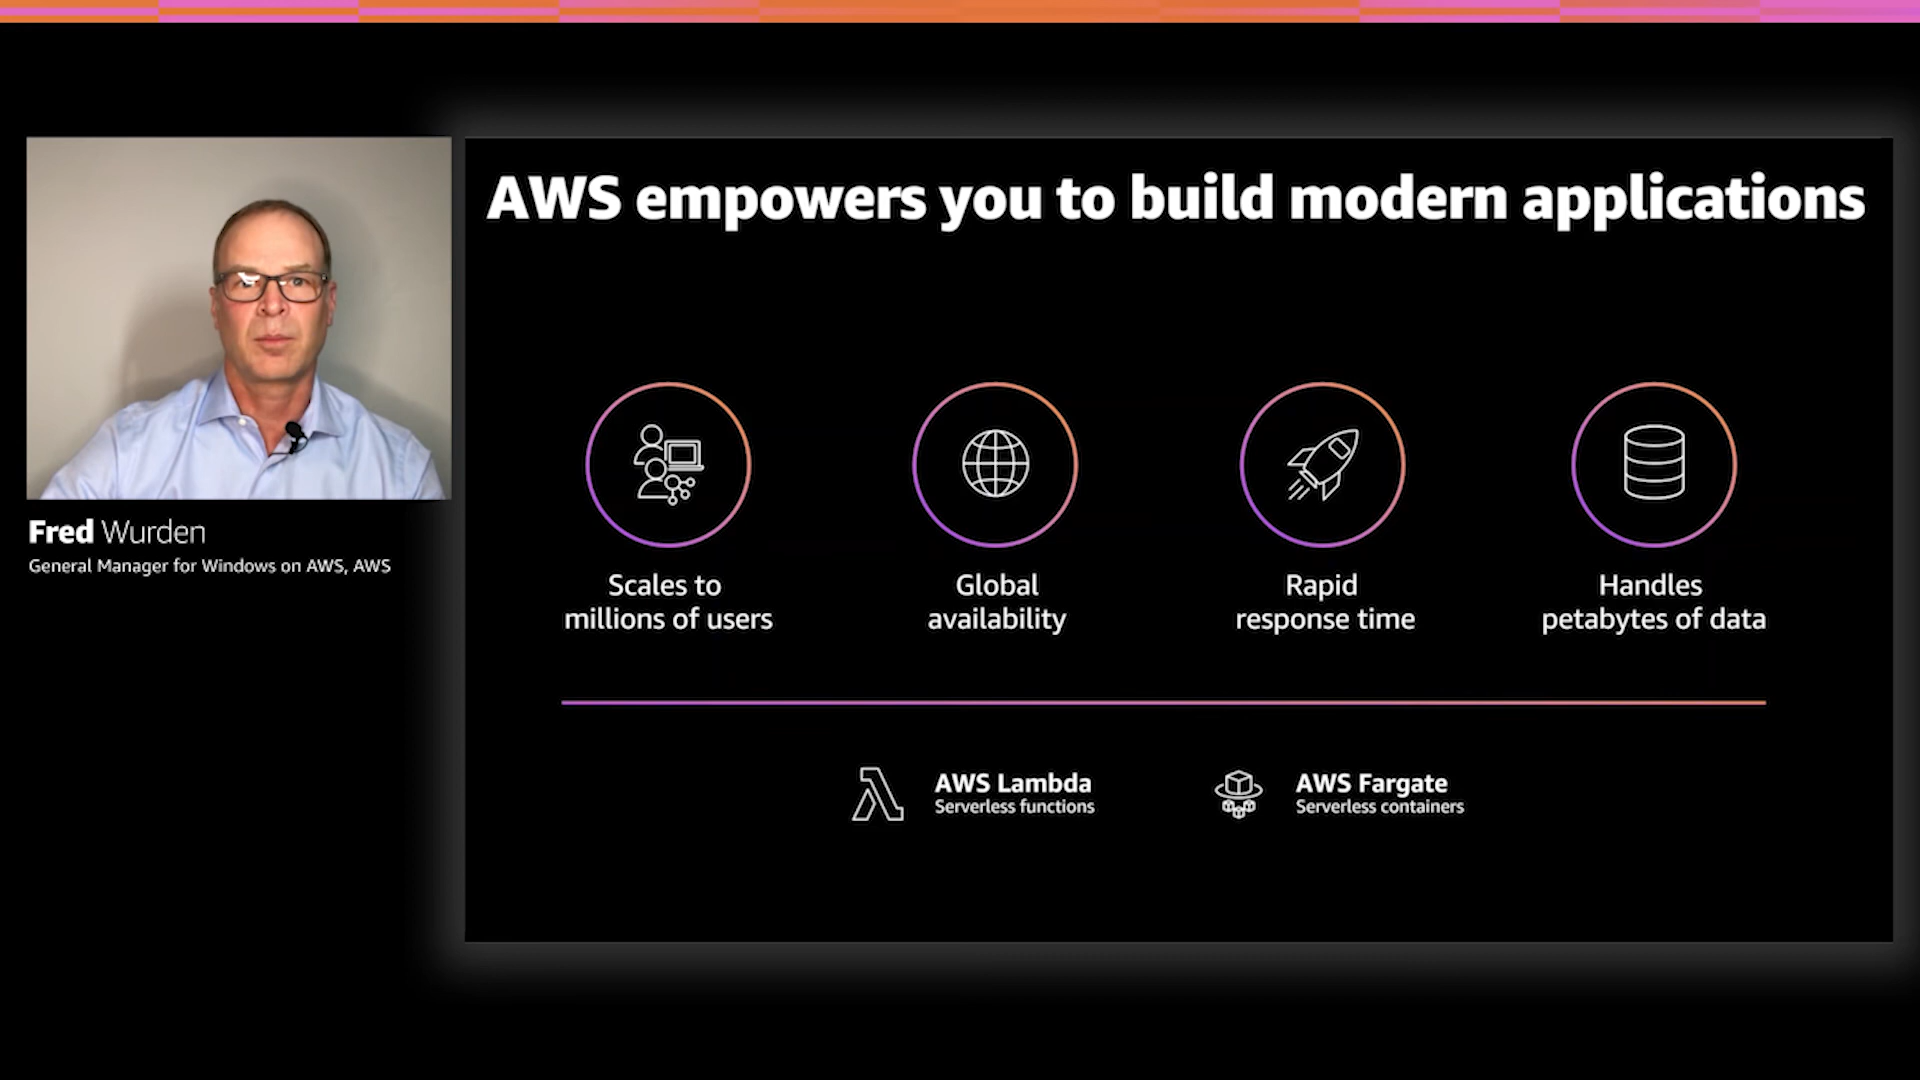 AWS empowers you to build modern applications
Fred Wurden
General Manager for Windows on AWS, AWS
Scales to
millions of users
Global
availability
Rapid
response time
Handles
petabytes of data
AWS Lambda
Serverless functions
AWS Fargate
Serverless containers